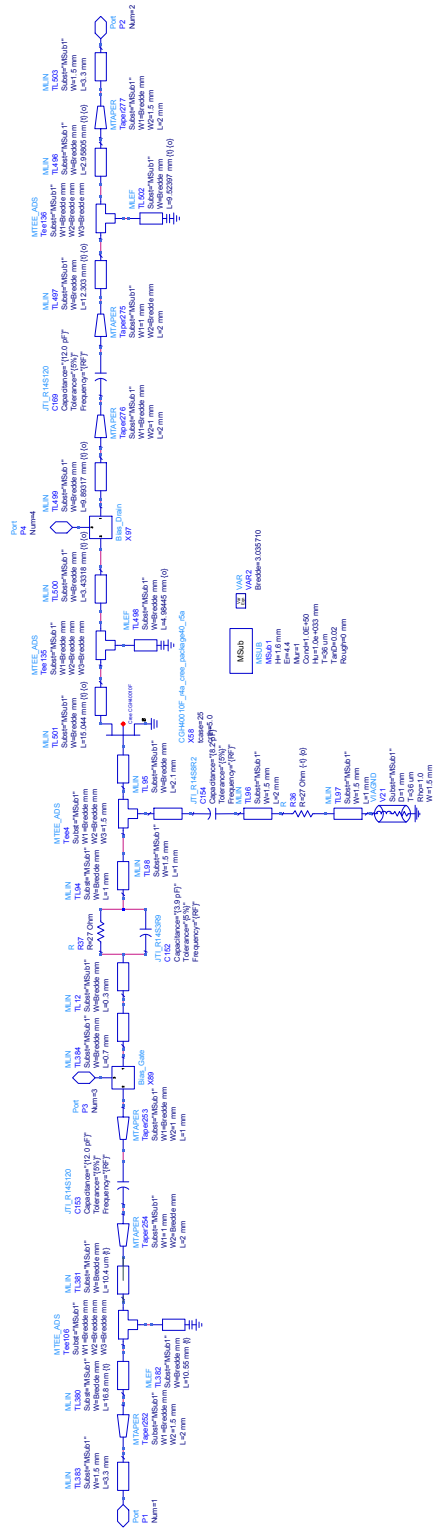 Port
P1
Num=1
MLIN
TL383
Subst="MSub1"
W=1.5 mm
L=3.3 mm
MTAPER
Taper252
Subst="MSub1"
W1=Bredde mm
W2=1.5 mm
L=2 mm
MLIN
TL380
Subst="MSub1"
W=Bredde mm
L=16.8 mm {t}
MTEE_ADS
Tee106
Subst="MSub1"
W1=Bredde mm
W2=Bredde mm
W3=Bredde mm
MLEF
TL382
Subst="MSub1"
W=Bredde mm
L=10.55 mm {t}
MLIN
TL381
Subst="MSub1"
W=Bredde mm
L=10.4 um {t}
MTAPER
Taper254
Subst="MSub1"
W1=1 mm
W2=Bredde mm
L=2 mm
JTI_R14S120
C153
Capacitance="{12.0 pF}"
Tolerance="{5%}"
Frequency="{RF}"
MTAPER
Taper253
Subst="MSub1"
W1=Bredde mm
W2=1 mm
L=1 mm
Port
P3
Num=3
Bias_Gate
X89
MLIN
TL384
Subst="MSub1"
W=Bredde mm
L=0.7 mm
MLIN
TL12
Subst="MSub1"
W=Bredde mm
L=0.3 mm
R
R37
R=27 Ohm
JTI_R14S3R9
C152
Capacitance="{3.9 pF}"
Tolerance="{5%}"
Frequency="{RF}"
MLIN
TL94
Subst="MSub1"
W=Bredde mm
L=1 mm
MTEE_ADS
Tee4
Subst="MSub1"
W1=Bredde mm
W2=Bredde mm
W3=1.5 mm
MLIN
TL98
Subst="MSub1"
W=1.5 mm
L=1 mm
MLIN
TL95
Subst="MSub1"
W=Bredde mm
L=2.1 mm
JTI_R14S8R2
C154
Capacitance="{8.2 pF}"
Tolerance="{5%}"
Frequency="{RF}"
MLIN
TL96
Subst="MSub1"
W=1.5 mm
L=2 mm
R
R36
R=27 Ohm {-t} {o}
MLIN
TL97
Subst="MSub1"
W=1.5 mm
L=1 mm
VIAGND
V21
Subst="MSub1"
D=1 mm
T=36 um
Rho=1.0
W=1.5 mm
Cree CGH40010F
CGH40010F_r4a_cree_package40_r5a
X58
tcase=25
MLIN
TL501
Subst="MSub1"
W=Bredde mm
L=15.044 mm {t} {o}
MTEE_ADS
Tee135
Subst="MSub1"
W1=Bredde mm
W2=Bredde mm
W3=Bredde mm
MLEF
TL498
Subst="MSub1"
W=Bredde mm
L=4.98445 mm {o}
MLIN
TL500
Subst="MSub1"
W=Bredde mm
L=3.43318 mm {t} {o}
Port
P4
Num=4
Bias_Drain
X97
MLIN
TL499
Subst="MSub1"
W=Bredde mm
L=9.89317 mm {t} {o}
MTAPER
Taper276
Subst="MSub1"
W1=Bredde mm
W2=1 mm
L=2 mm
JTI_R14S120
C169
Capacitance="{12.0 pF}"
Tolerance="{5%}"
Frequency="{RF}"
MTAPER
Taper275
Subst="MSub1"
W1=1 mm
W2=Bredde mm
L=2 mm
MLIN
TL497
Subst="MSub1"
W=Bredde mm
L=12.303 mm {t} {o}
MTEE_ADS
Tee136
Subst="MSub1"
W1=Bredde mm
W2=Bredde mm
W3=Bredde mm
MLEF
TL502
Subst="MSub1"
W=Bredde mm
L=9.52397 mm {t} {o}
MLIN
TL496
Subst="MSub1"
W=Bredde mm
L=2.95805 mm {t} {o}
MTAPER
Taper277
Subst="MSub1"
W1=Bredde mm
W2=1.5 mm
L=2 mm
MLIN
TL503
Subst="MSub1"
W=1.5 mm
L=3.3 mm
Port
P2
Num=2
MSub
MSUB
MSub1
H=1.6 mm
Er=4.4
Mur=1
Cond=1.0E+50
Hu=1.0e+033 mm
T=36 um
TanD=0.02
Rough=0 mm
VAR
VAR2
Bredde=3.035710